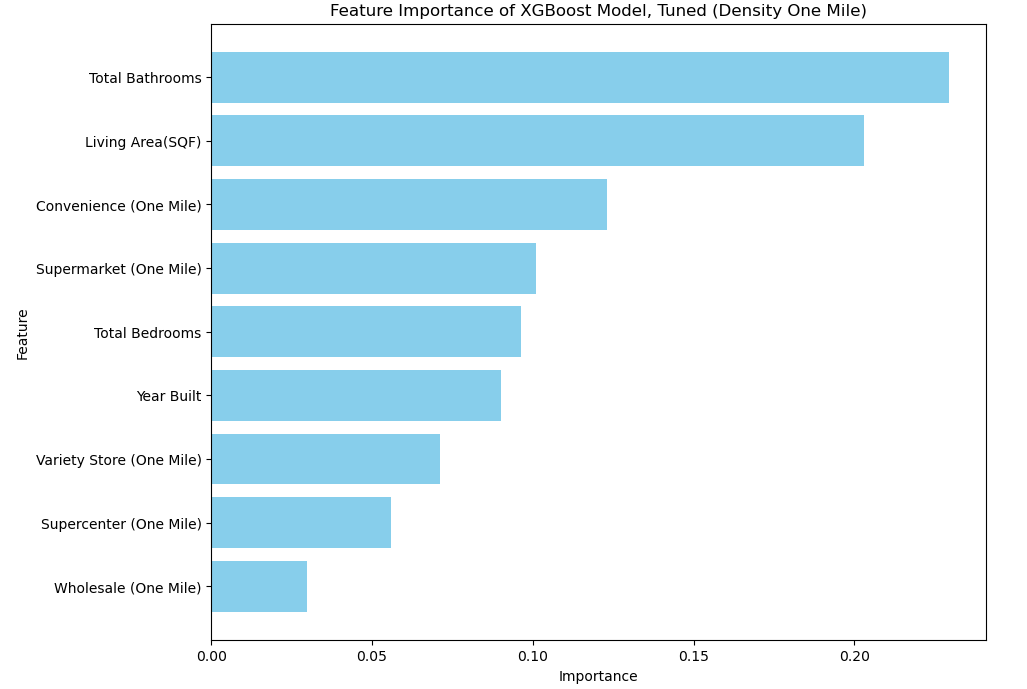 Feature Importance of XGBoost Model, Tuned (Density One Mile)
Total Bathrooms
Living Area(SQF)
Convenience (One Mile)
Supermarket (One Mile)
Total Bedrooms
Year Built
Variety Store (One Mile)
Supercenter (One Mile)
Wholesale (One Mile)
Feature
0.00 0.05 0.10 0.15 0.20
Importance